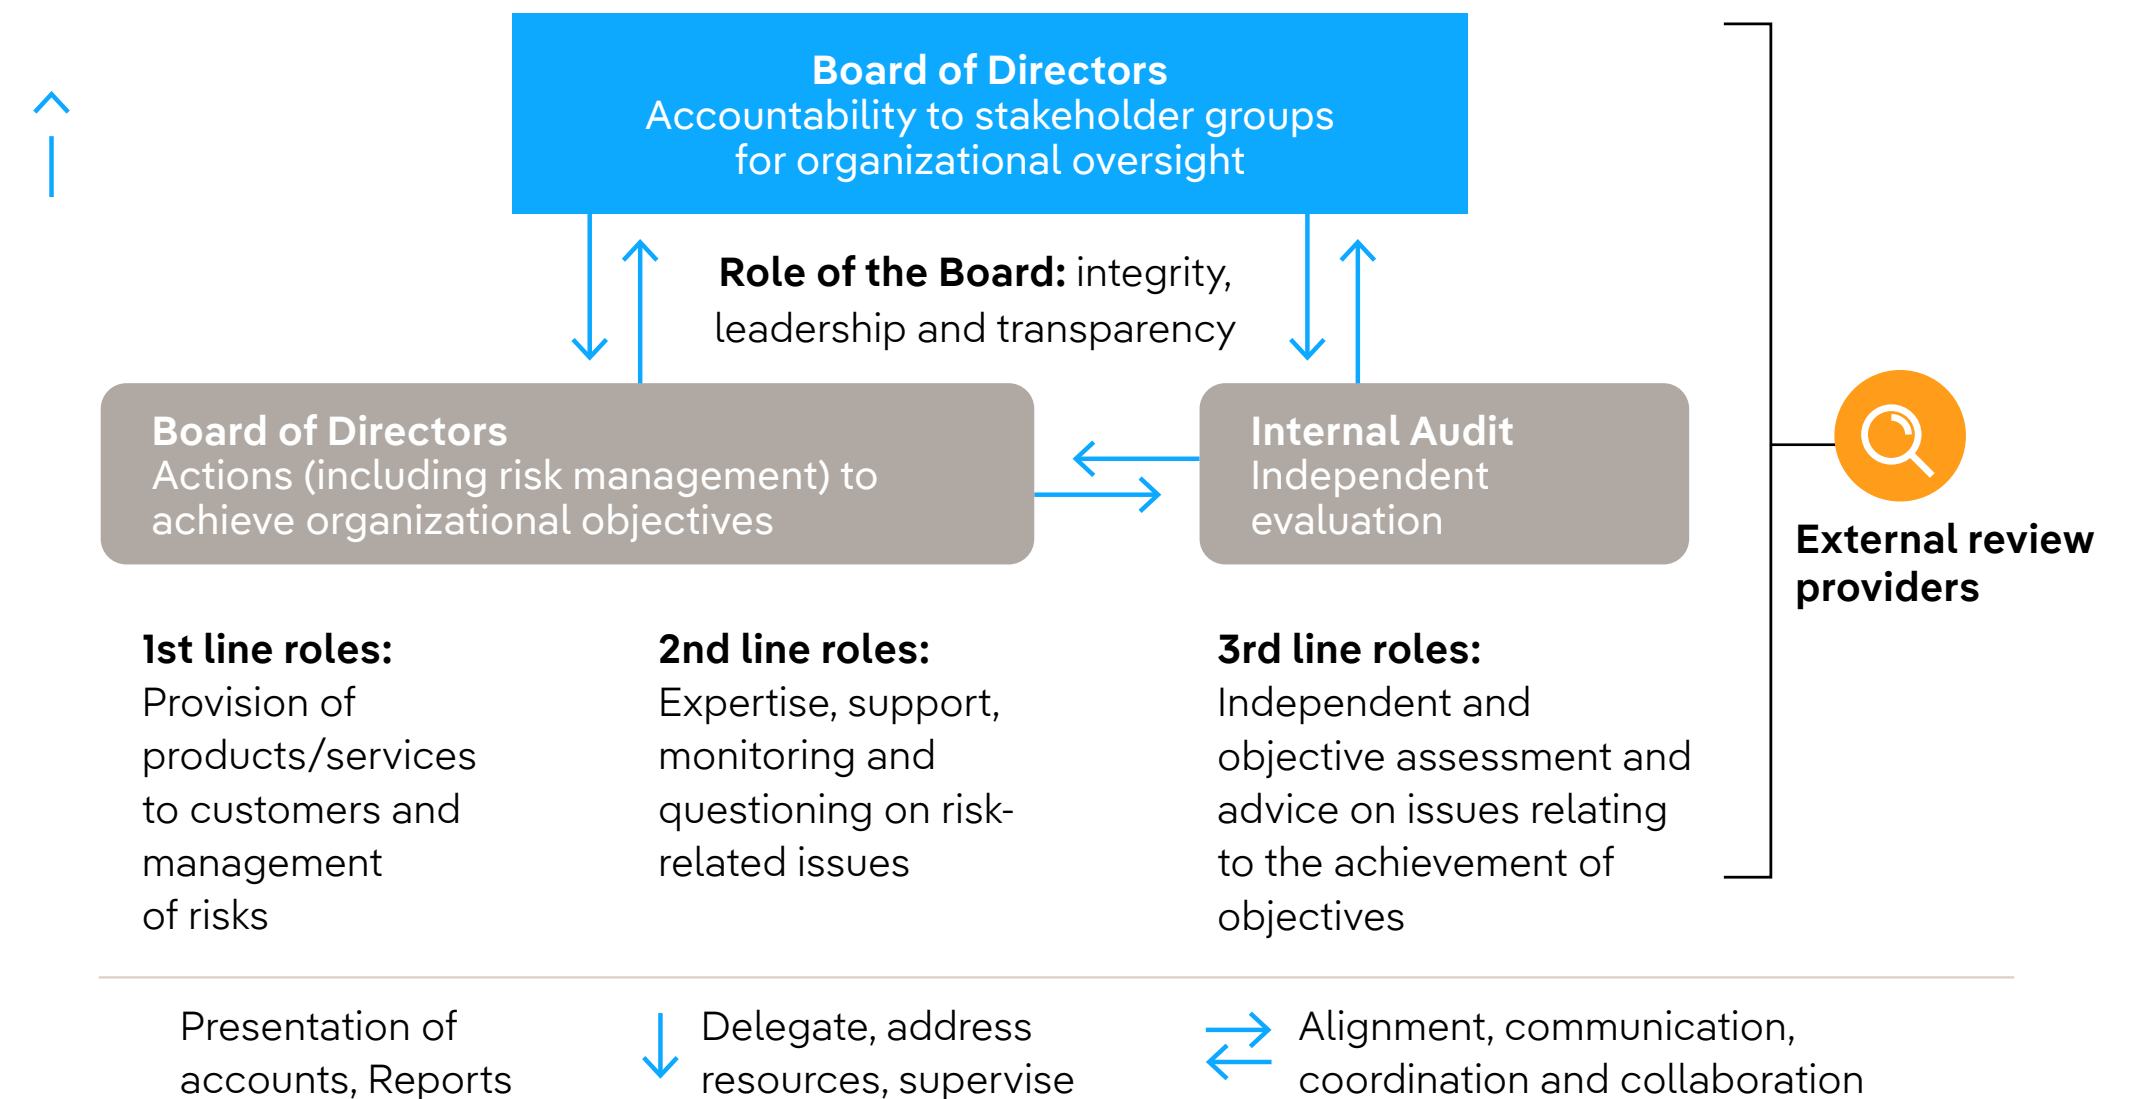 Board of Directors
Accountability to stakeholder groups
for organizational oversight
Role of the Board: integrity,
leadership and transparency
Board of Directors
Actions (including risk management) to
achieve organizational objectives
Internal Audit
Independent
evaluation
External review
providers
1st line roles:
Provision of
products/services
to customers and
management
of risks
2nd line roles:
Expertise, support,
monitoring and
questioning on risk-
related issues
3rd line roles:
Independent and
objective assessment and
advice on issues relating
to the achievement of
objectives
Presentation of
accounts, Reports
Delegate, address
resources, supervise
Alignment, communication,
coordination and collaboration